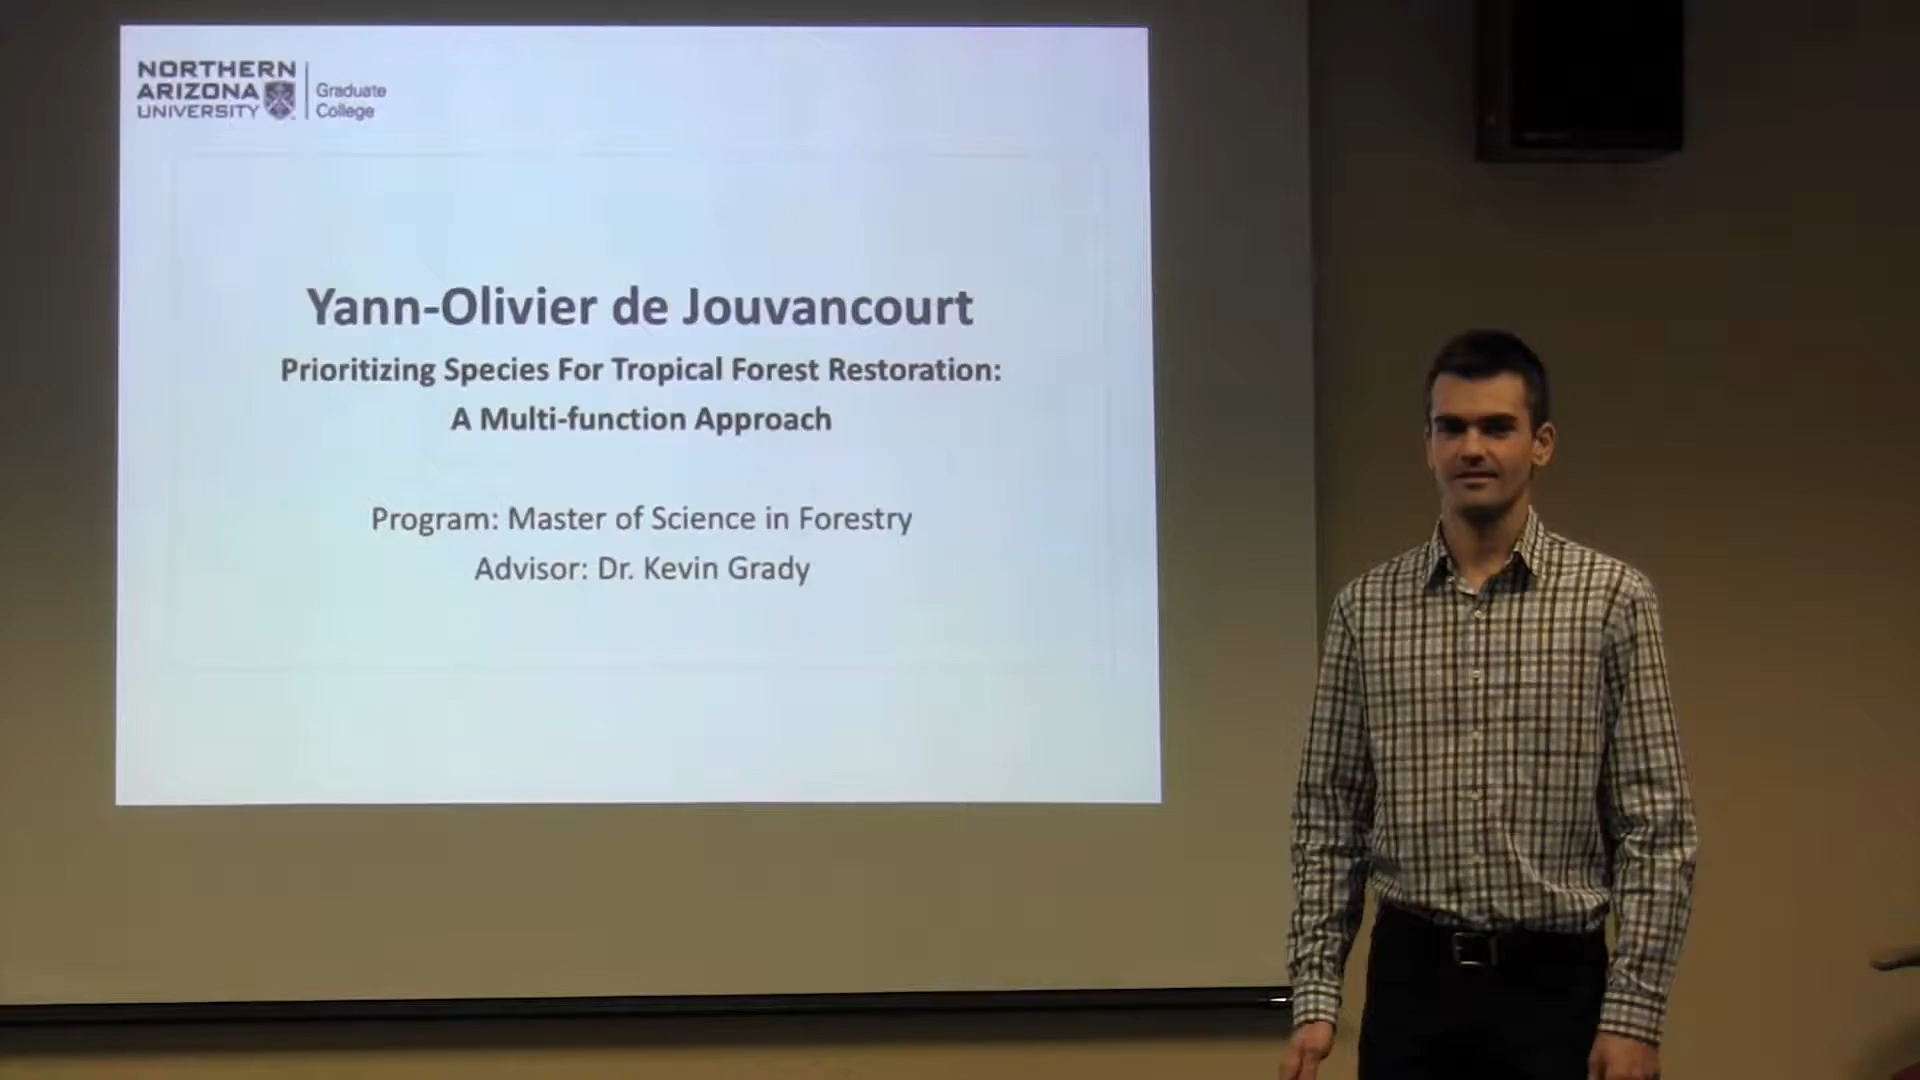 NORTHERN
ARIZONA
UNIVERSITY
Graduate
College
Yann-Olivier de Jouvancourt
Prioritizing Species For Tropical Forest Restoration:
A Multi-function Approach
Program: Master of Science in Forestry
Advisor: Dr. Kevin Grady